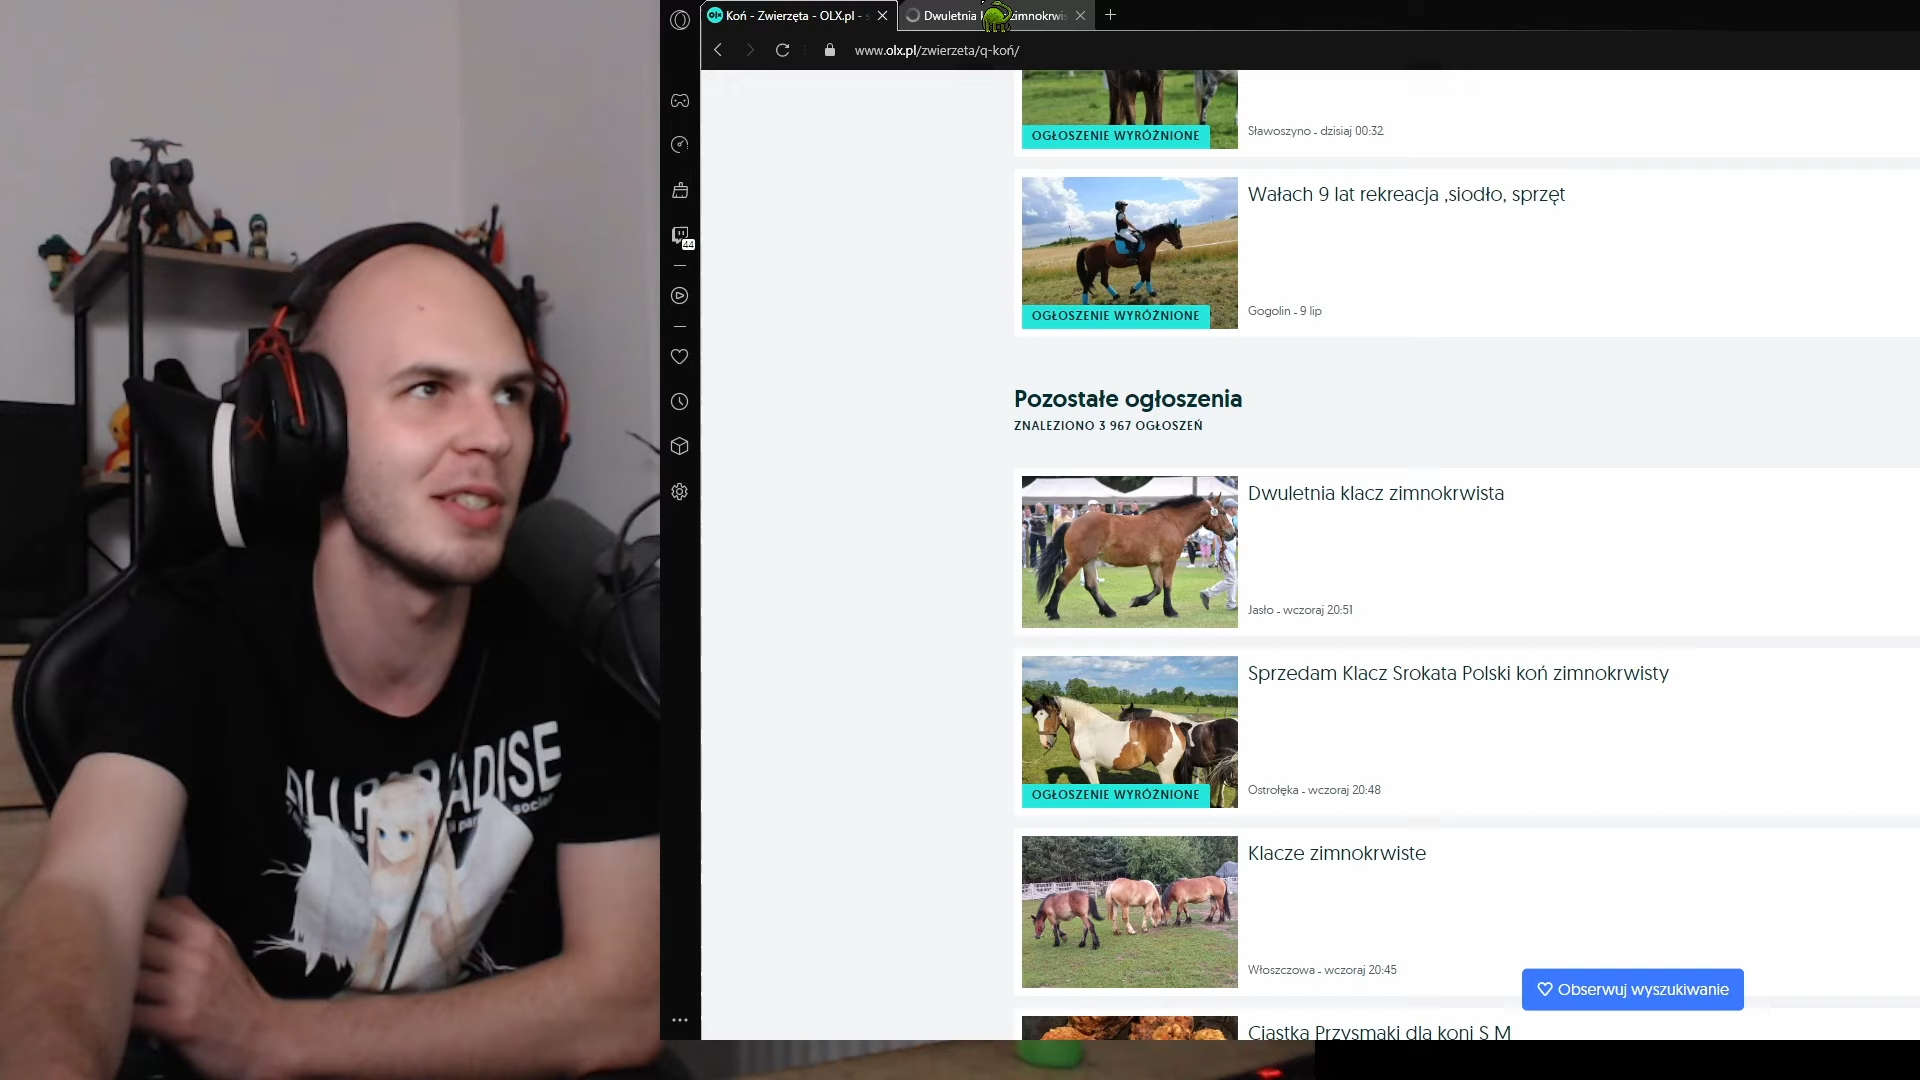 Koń - Zwierzęta - OLX.pl -
Dwuletnia
zimnokrwis
www.olx.pl/zwierzeta/q-koń/
44
OGŁOSZENIE WYRÓŻNIONE
Sławoszyno - dzisiaj 00:32
Wałach 9 lat rekreacja ,siodło, sprzęt
OGŁOSZENIE WYRÓŻNIONE
Gogolin - 9 lip
Pozostałe ogłoszenia
ZNALEZIONO 3 967 OGŁOSZEŃ
Dwuletnia klacz zimnokrwista
Jasło - wczoraj 20:51
Sprzedam Klacz Srokata Polski koń zimnokrwisty
OGŁOSZENIE WYRÓŻNIONE
Ostrołęka - wczoraj 20:48
Klacze zimnokrwiste
Włoszczowa - wczoraj 20:45
Obserwuj wyszukiwanie
Ciastka Przysmaki dla koni S M
PARADISE